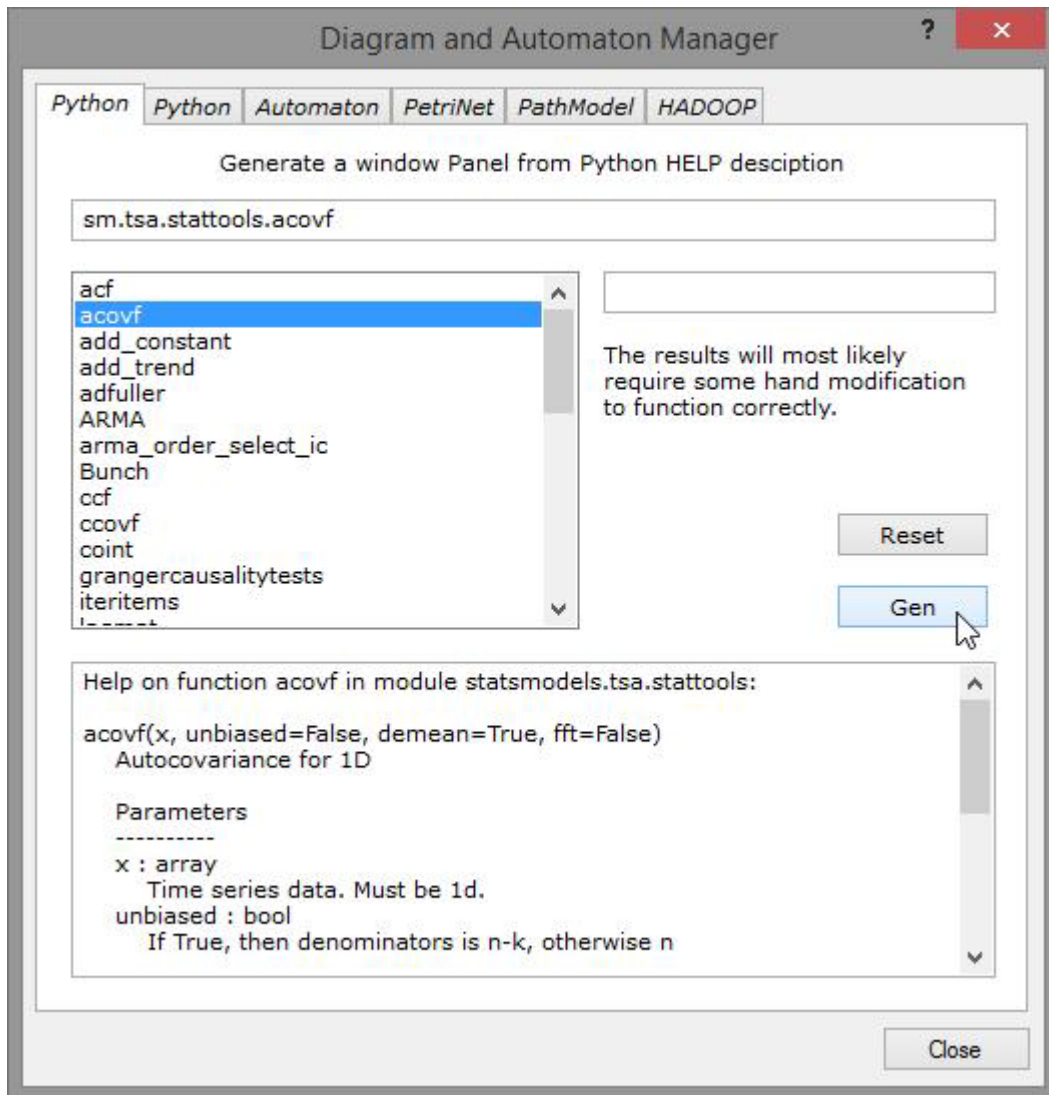 Diagram and Automaton Manager ? ×
Python Python Automaton PetriNet PathModel HADOOP
Generate a window Panel from Python HELP desciption
sm.tsa.stattools.acovf
acf
acovf
add_constant
add_trend
adfuller
ARMA
arma_order_select_ic
Bunch
ccf
ccovf
coint
grangercausalitytests
iteritems
The results will most likely
require some hand modification
to function correctly.
Reset
Gen
Help on function acovf in module statsmodels.tsa.stattools:
acovf(x, unbiased=False, demean=True, fft=False)
Autocovariance for 1D
Parameters
----------
x : array
Time series data. Must be 1d.
unbiased : bool
If True, then denominators is n-k, otherwise n
Close